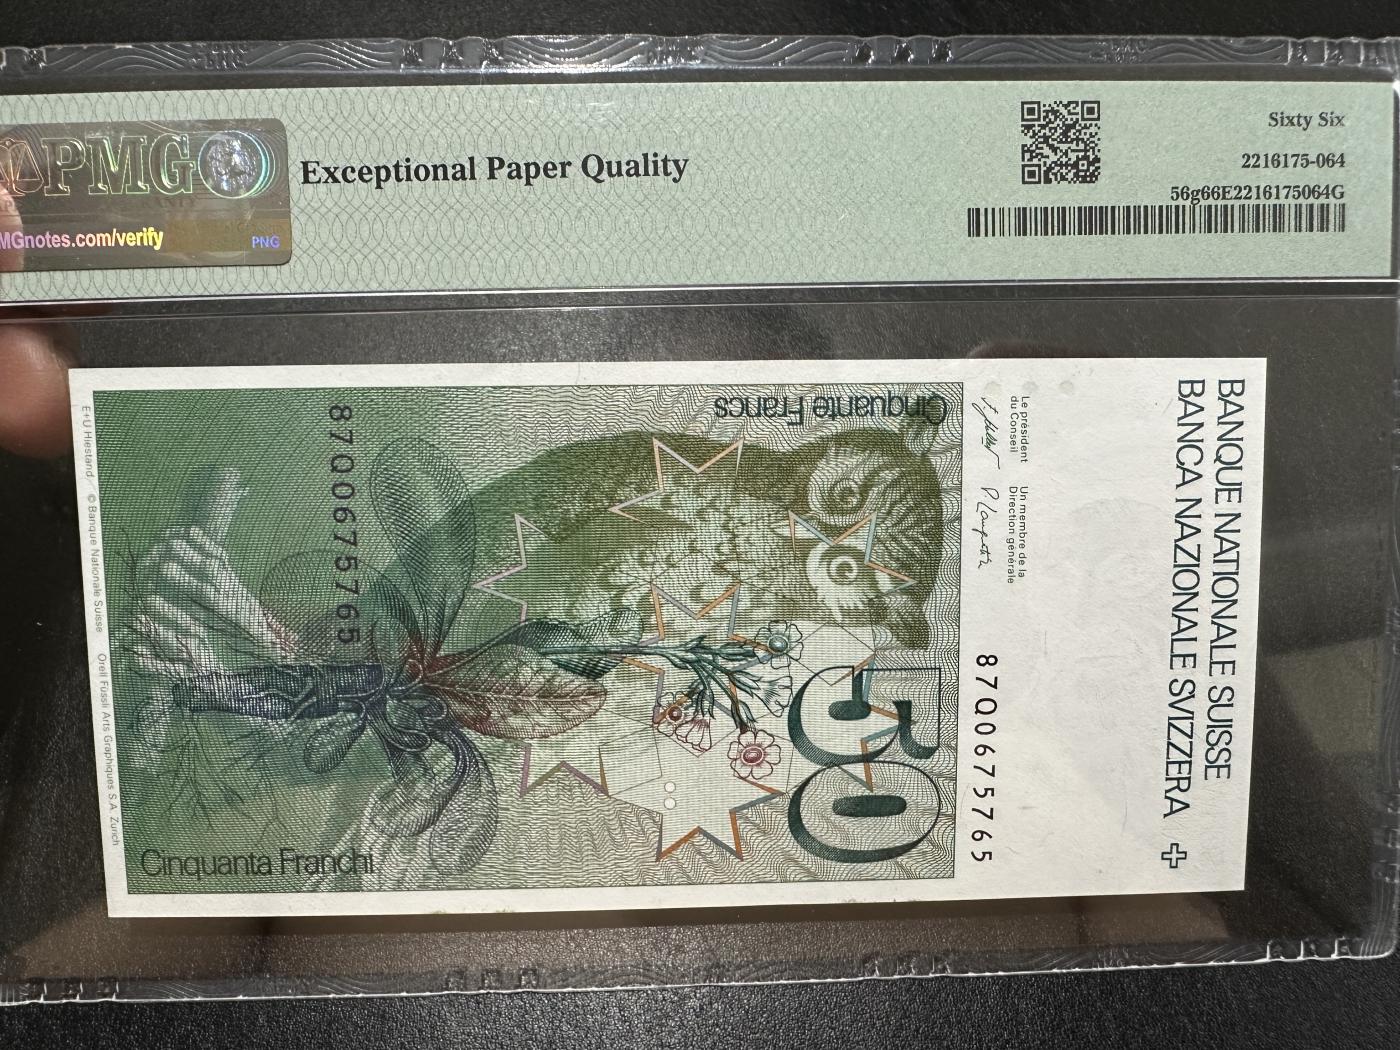 PMG
MGnotes.com/verify
PNG
Exceptional Paper Quality
Sixty Six
2216175-064
56g66E2216175064G
BANQUE NATIONALE SUISSE
BANCA NAZIONALE SVIZZERA
Le président
du Conseil
Un membre de la
Direction générale
87Q0675765
50
Cinquante Francs
8700675765
Cinquanta Franchi
E+U Hiestand © Banque Nationale Suisse Orell Füssli Arts Graphiques S.A. Zurich